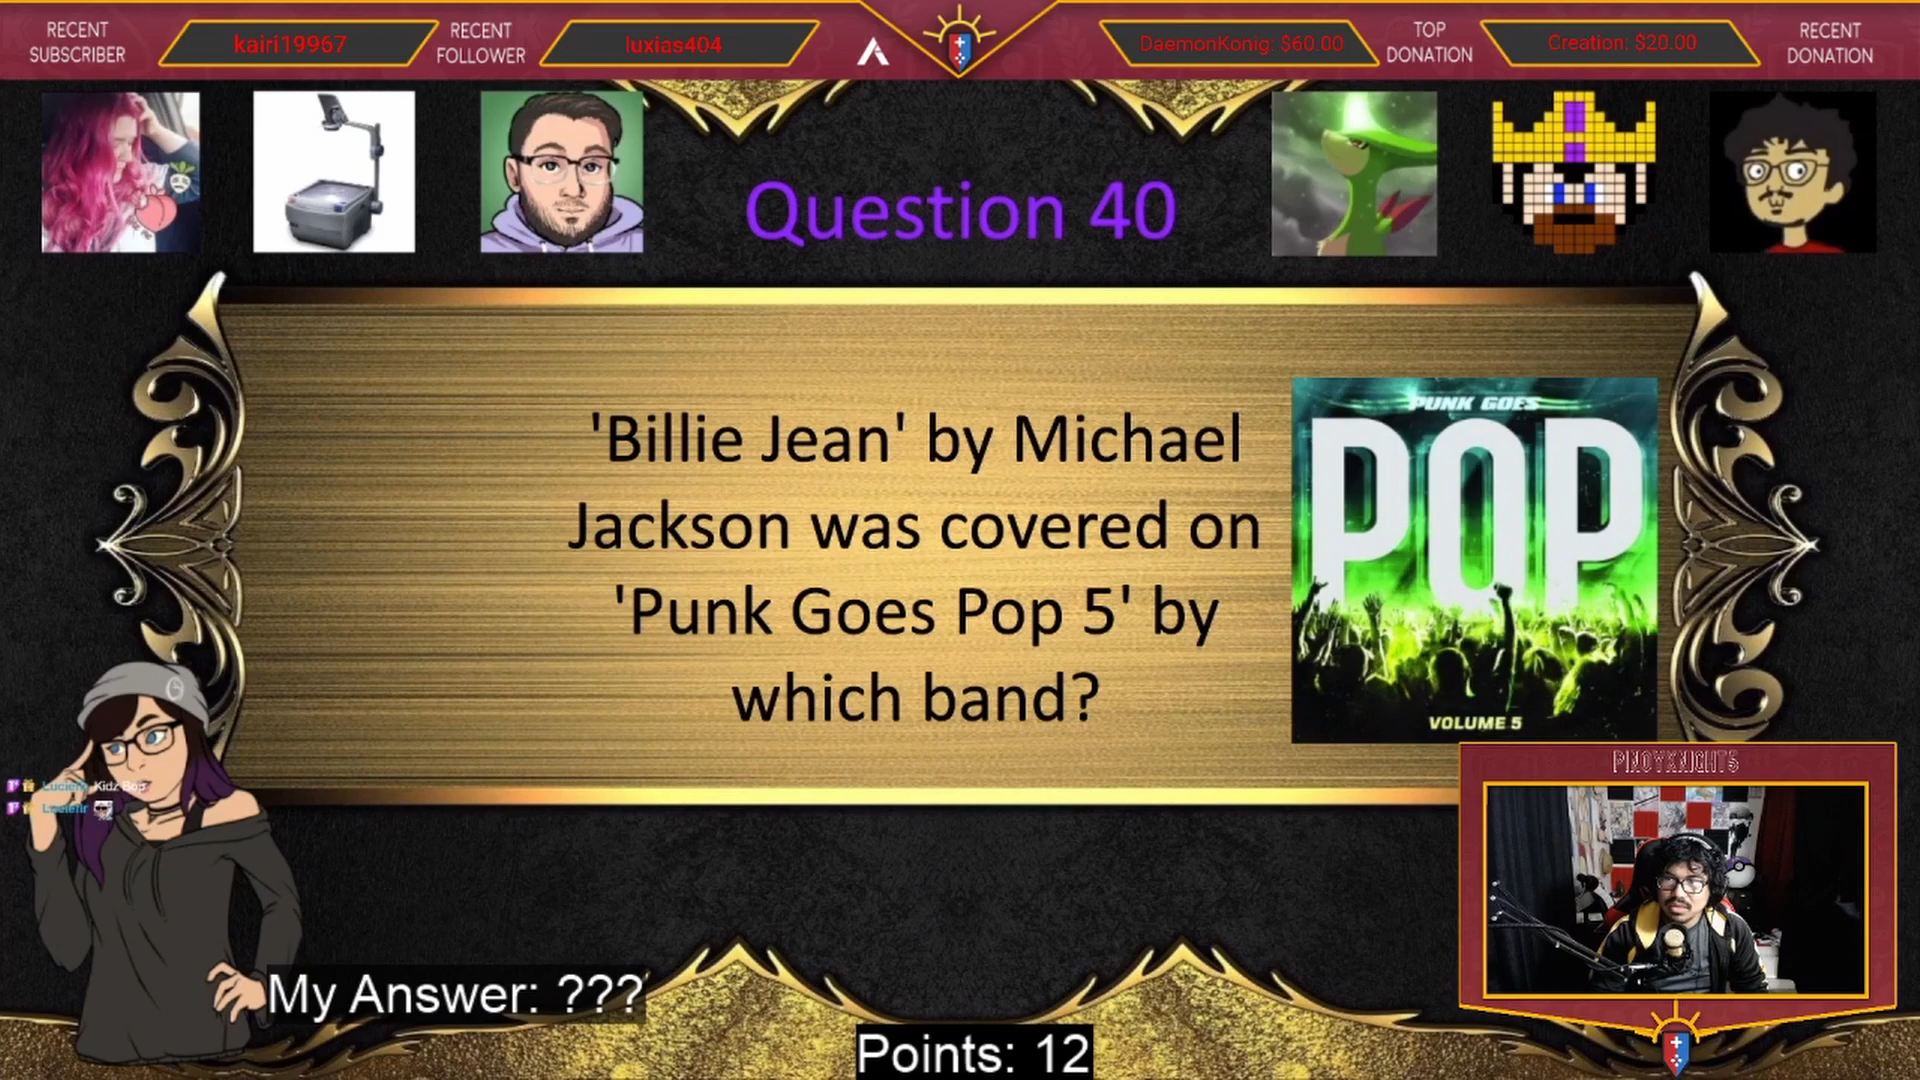 RECENT
SUBSCRIBER
kairi19967
RECENT
FOLLOWER
luxias404
DaemonKonig: $60.00
TOP
DONATION
Creation: $20.00
RECENT
DONATION
Question 40
'Billie Jean' by Michael
Jackson was covered on
'Punk Goes Pop 5' by
which band?
PUNK GOES
POP
VOLUME 5
PINOYKNIGHTS
Kidz Bop
My Answer: ???
Points: 12